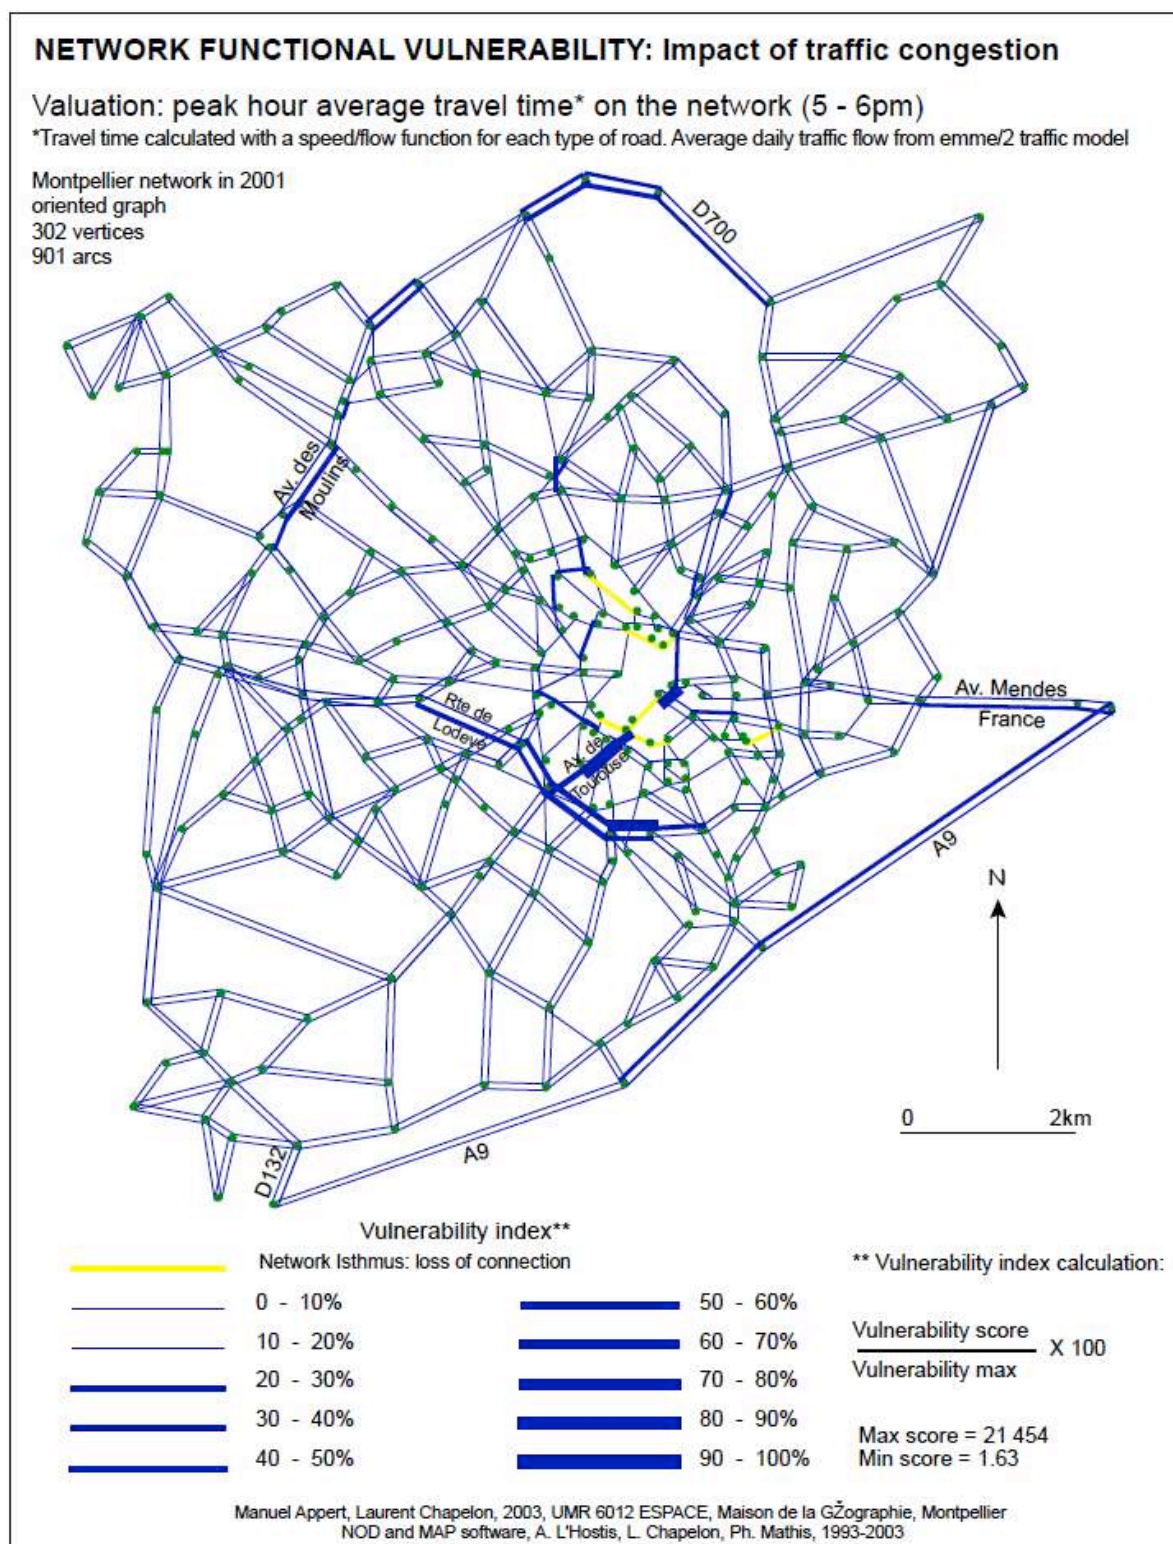 NETWORK FUNCTIONAL VULNERABILITY: Impact of traffic congestion
Valuation: peak hour average travel time* on the network (5 - 6pm)
*Travel time calculated with a speed/flow function for each type of road. Average daily traffic flow from emme/2 traffic model
Montpellier network in 2001
oriented graph
302 vertices
901 arcs
D700
Av. des
Moulins
Av. Mendes
France
Rte de
Lodeve
Av. de
Toulouse
A9
N
0 2km
A9
D132
Vulnerability index**
Network Isthmus: loss of connection
0 - 10%
10 - 20%
20 - 30%
30 - 40%
40 - 50%
50 - 60%
60 - 70%
70 - 80%
80 - 90%
90 - 100%
** Vulnerability index calculation:
Vulnerability score
X 100
Vulnerability max
Max score = 21 454
Min score = 1.63
Manuel Appert, Laurent Chapelon, 2003, UMR 6012 ESPACE, Maison de la GŽographie, Montpellier
NOD and MAP software, A. L'Hostis, L. Chapelon, Ph. Mathis, 1993-2003